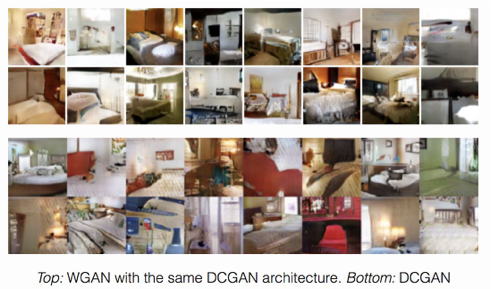 Top: WGAN with the same DCGAN architecture. Bottom: DCGAN